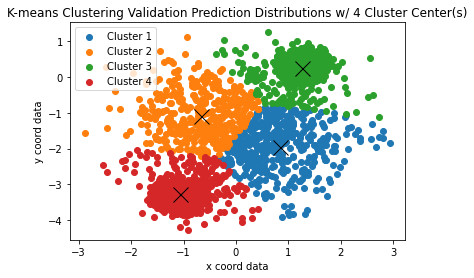 K-means Clustering Validation Prediction Distributions w/ 4 Cluster Center(s)
Cluster 1
Cluster 2
Cluster 3
Cluster 4
y coord data
1
0
−1
−2
−3
−4
−3
−2
−1
0
1
2
3
x coord data